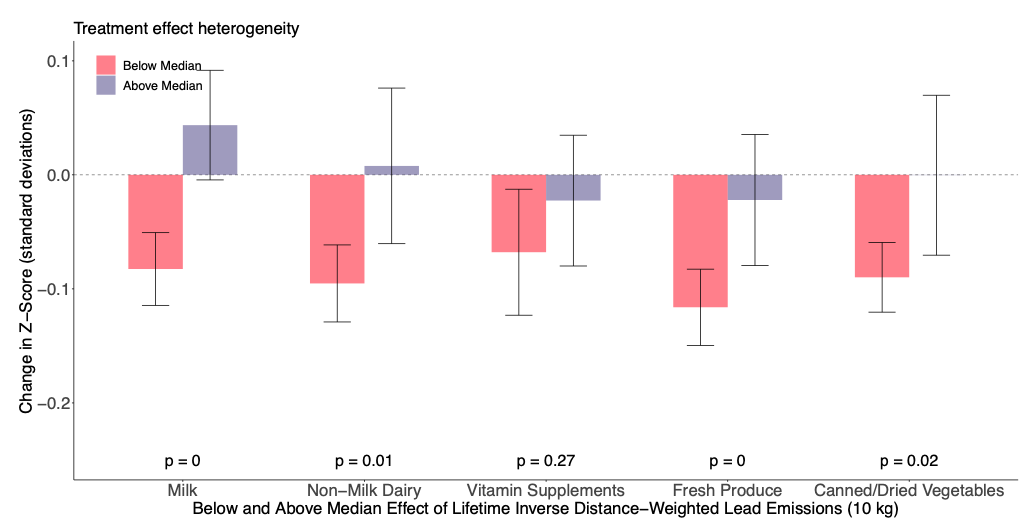 Treatment effect heterogeneity
Below Median
Above Median
Change in Z−Score (standard deviations)
0.1
0.0
−0.1
−0.2
p = 0
p = 0.01
p = 0.27
p = 0
p = 0.02
Milk
Non−Milk Dairy
Vitamin Supplements
Fresh Produce
Canned/Dried Vegetables
Below and Above Median Effect of Lifetime Inverse Distance−Weighted Lead Emissions (10 kg)